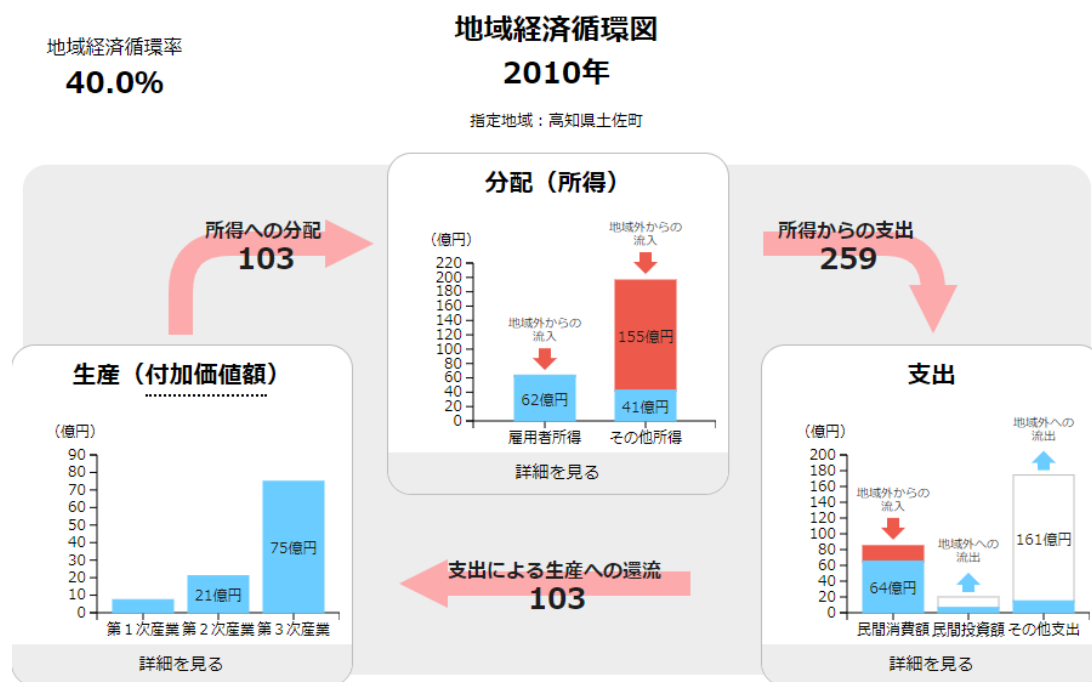 地域経済循環図
2010年
指定地域：高知県土佐町
地域経済循環率
40.0%
分配（所得）
（億円）
220
200
180
160
140
120
100
80
60
40
20
0
地域外からの
流入
62億円
雇用者所得
地域外からの
流入
155億円
41億円
その他所得
詳細を見る
所得への分配
103
所得からの支出
259
生産（付加価値額）
（億円）
90
80
70
60
50
40
30
20
10
0
21億円
75億円
第１次産業
第２次産業
第３次産業
詳細を見る
支出による生産への還流
103
支出
（億円）
200
180
160
140
120
100
80
60
40
20
0
地域外からの
流入
64億円
民間消費額
地域外への
流出
民間投資額
地域外への
流出
161億円
その他支出
詳細を見る